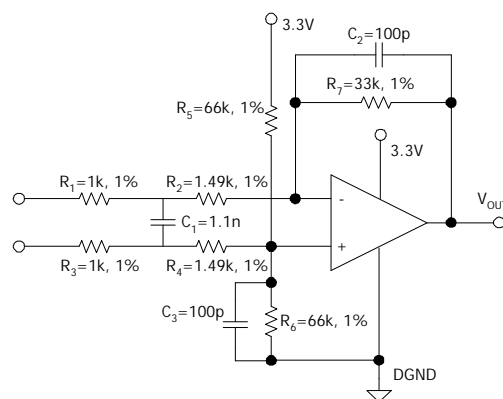 3.3V
C2=100p
R7=33k, 1%
R5=66k, 1%
3.3V
R1=1k, 1%
R2=1.49k, 1%
-
VOUT
C1=1.1n
+
R3=1k, 1%
R4=1.49k, 1%
C3=100p
R6=66k, 1%
DGND